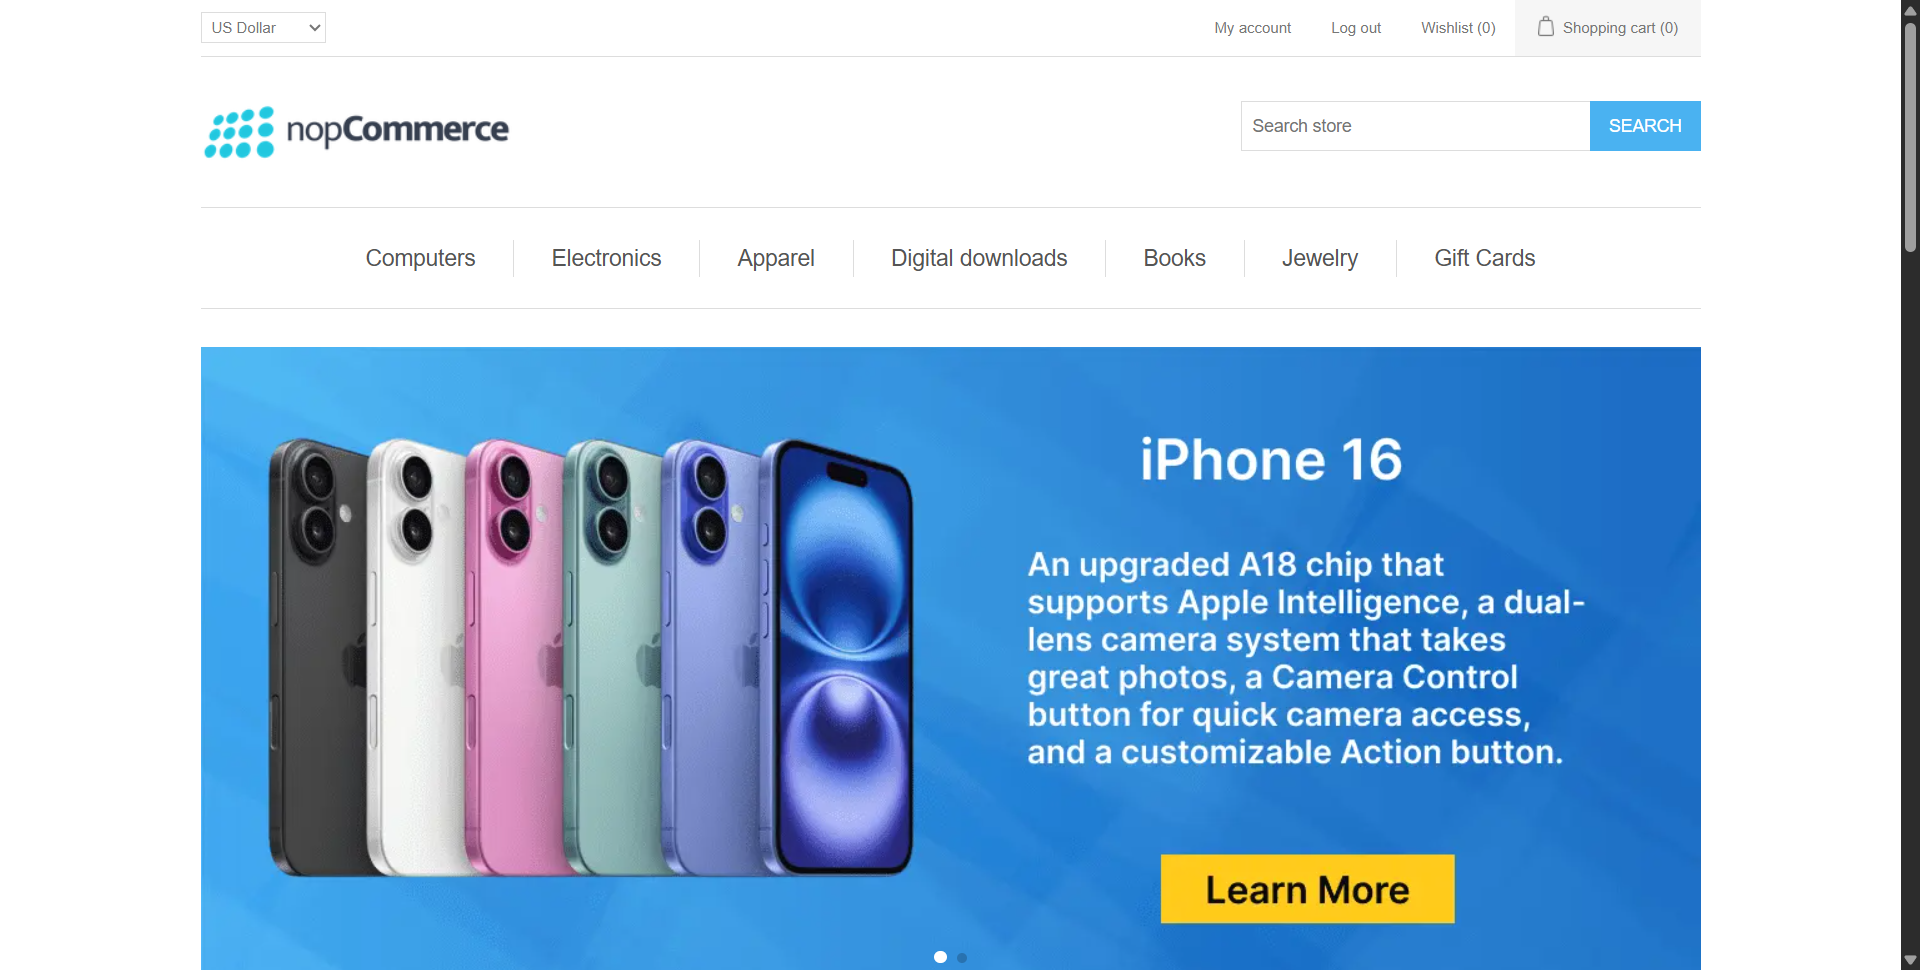 US Dollar
My account
Log out
Wishlist (0)
Shopping cart (0)
nopCommerce
Search store
SEARCH
Computers
Electronics
Apparel
Digital downloads
Books
Jewelry
Gift Cards
iPhone 16
An upgraded A18 chip that
supports Apple Intelligence, a dual-
lens camera system that takes
great photos, a Camera Control
button for quick camera access,
and a customizable Action button.
Learn More